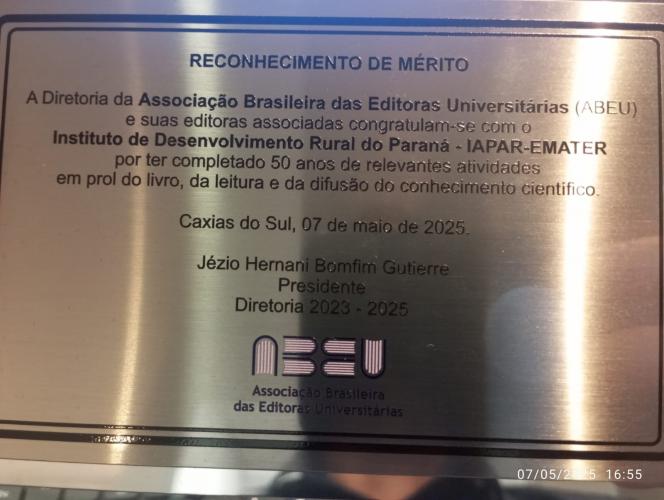 RECONHECIMENTO DE MÉRITO
A Diretoria da Associação Brasileira das Editoras Universitárias (ABEU)
e suas editoras associadas congratulam-se com o
Instituto de Desenvolvimento Rural do Paraná - IAPAR-EMATER
por ter completado 50 anos de relevantes atividades
em prol do livro, da leitura e da difusão do conhecimento científico.
Caxias do Sul, 07 de maio de 2025.
Jézio Hernani Bomfim Gutierre
Presidente
Diretoria 2023 - 2025
ABEU
Associação Brasileira
das Editoras Universitárias
07/05/2025 16:55